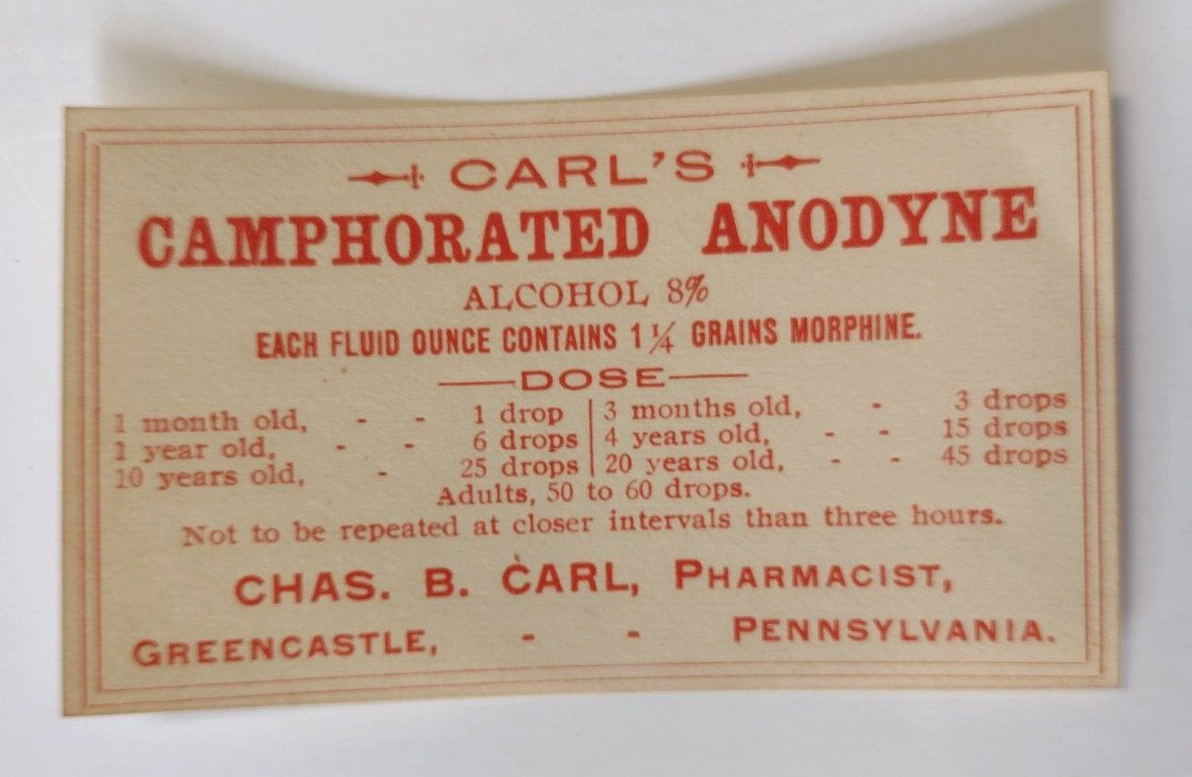 CARL'S
CAMPHORATED ANODYNE
ALCOHOL 8%
EACH FLUID OUNCE CONTAINS 1 ¼ GRAINS MORPHINE.
DOSE
1 month old, - - 1 drop | 3 months old, - 3 drops
1 year old, - - 6 drops | 4 years old, - - 15 drops
10 years old, - 25 drops | 20 years old, - - 45 drops
Adults, 50 to 60 drops.
Not to be repeated at closer intervals than three hours.
CHAS. B. CARL, PHARMACIST,
GREENCASTLE, - - PENNSYLVANIA.